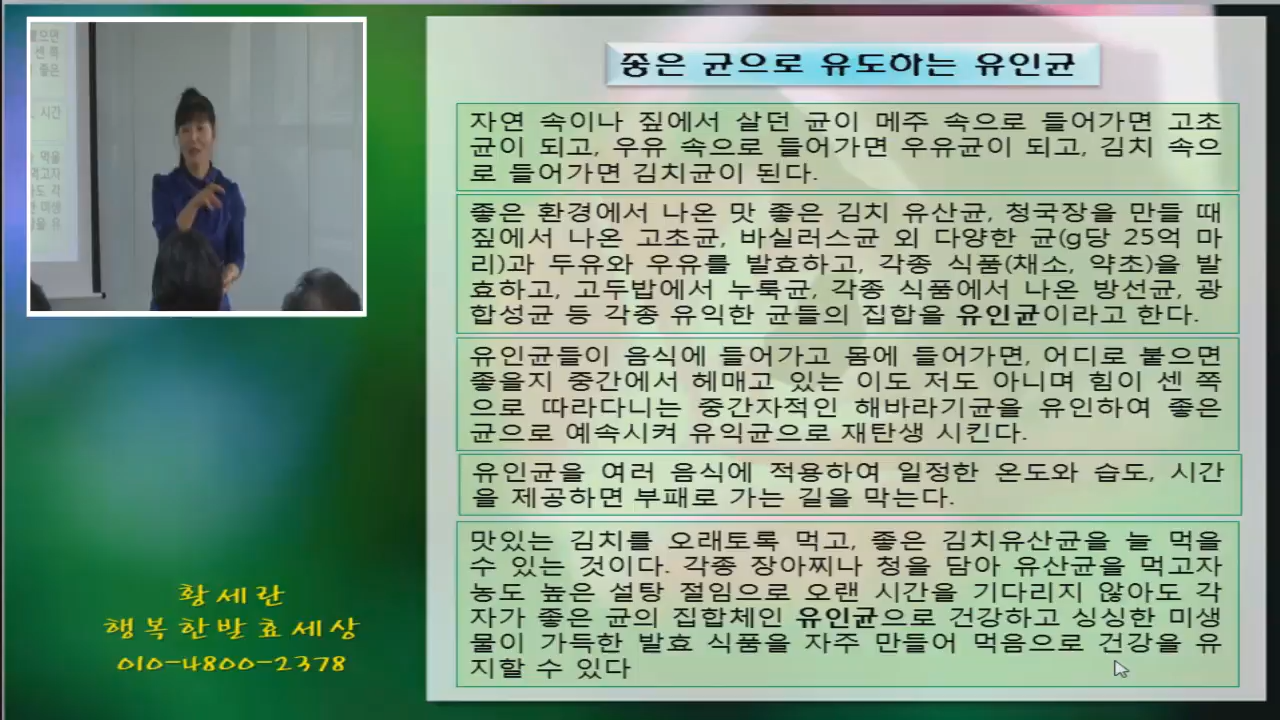 좋은 균으로 유도하는 유인균
자연 속이나 짚에서 살던 균이 메주 속으로 들어가면 고초
균이 되고, 우유 속으로 들어가면 우유균이 되고, 김치 속으
로 들어가면 김치균이 된다.
좋은 환경에서 나온 맛 좋은 김치 유산균, 청국장을 만들 때
짚에서 나온 고초균, 바실러스균 외 다양한 균(g당 25억 마
리)과 두유와 우유를 발효하고, 각종 식품(채소, 약초)을 발
효하고, 고두밥에서 누룩균, 각종 식품에서 나온 방선균, 광
합성균 등 각종 유익한 균들의 집합을 유인균이라고 한다.
유인균들이 음식에 들어가고 몸에 들어가면, 어디로 붙으면
좋을지 중간에서 헤매고 있는 이도 저도 아니며 힘이 센 쪽
으로 따라다니는 중간자적인 해바라기균을 유인하여 좋은
균으로 예속시켜 유익균으로 재탄생 시킨다.
유인균을 여러 음식에 적용하여 일정한 온도와 습도, 시간
을 제공하면 부패로 가는 길을 막는다.
맛있는 김치를 오래토록 먹고, 좋은 김치유산균을 늘 먹을
수 있는 것이다. 각종 장아찌나 청을 담아 유산균을 먹고자
농도 높은 설탕 절임으로 오랜 시간을 기다리지 않아도 각
자가 좋은 균의 집합체인 유인균으로 건강하고 싱싱한 미생
물이 가득한 발효 식품을 자주 만들어 먹음으로 건강을 유
지할 수 있다
황세란
행복한발효세상
010-4800-2378